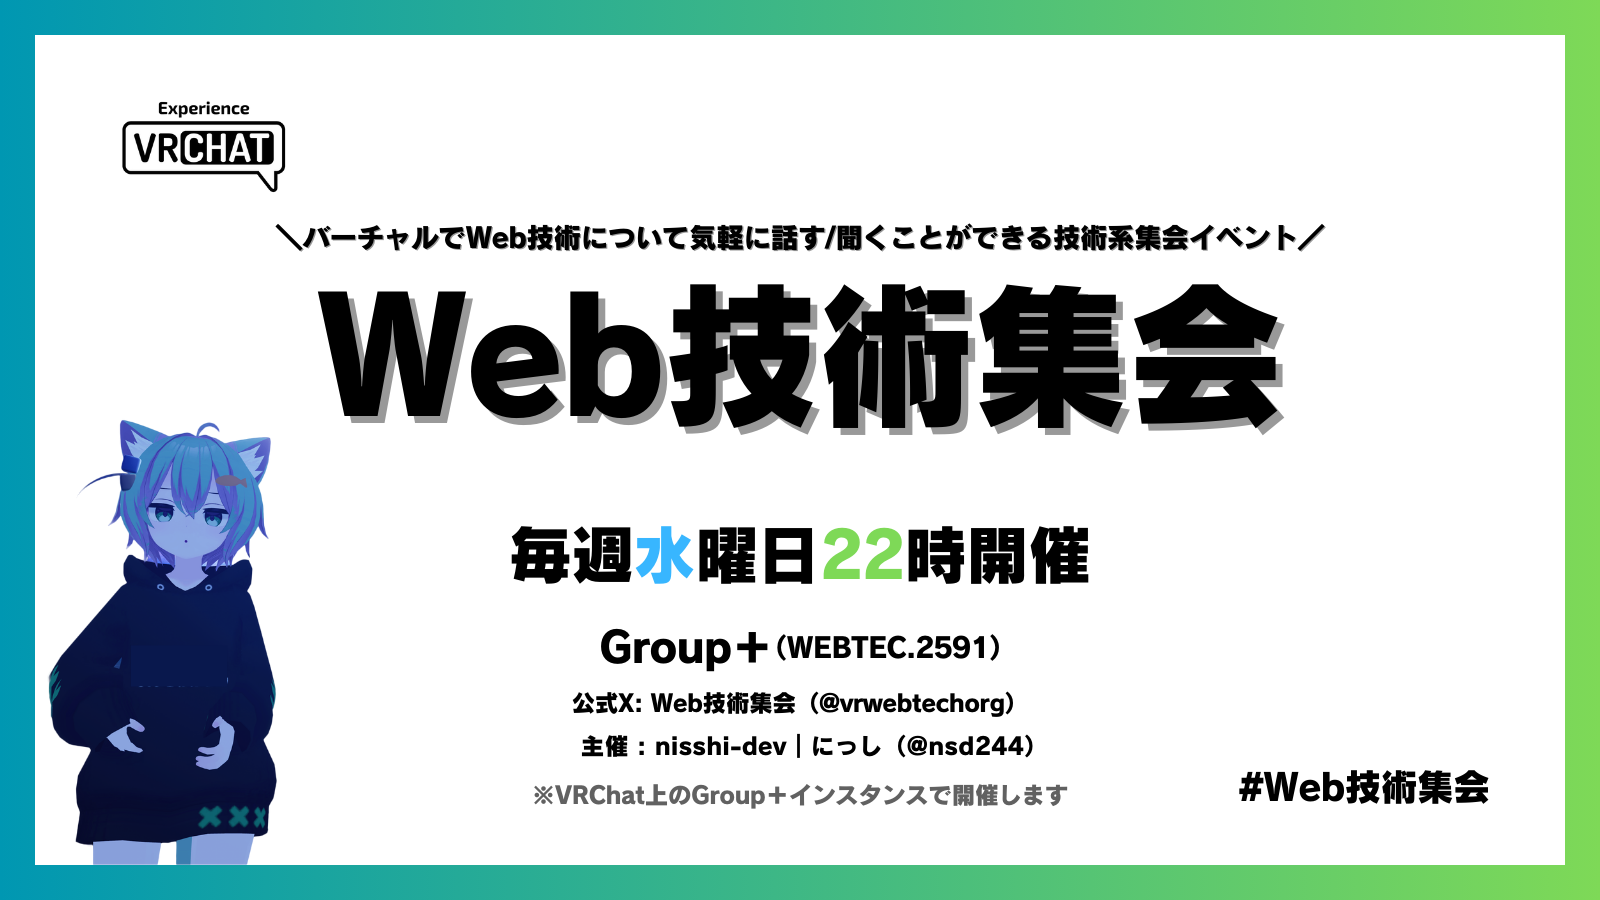 Experience
VRCHAT
＼バーチャルでWeb技術について気軽に話す/聞くことができる技術系集会イベント／
Web技術集会
毎週水曜日22時開催
Group＋(WEBTEC.2591)
公式X: Web技術集会（@vrwebtechorg）
主催：nisshi-dev｜にっし（@nsd244）
※VRChat上のGroup＋インスタンスで開催します
#Web技術集会